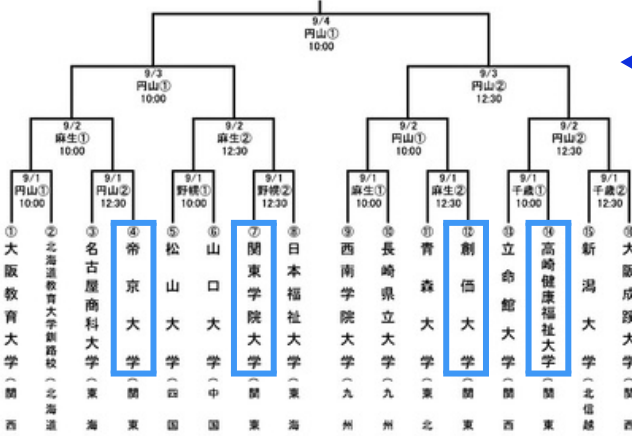 9/4
円山①
10:00
9/3
円山①
10:00
9/3
円山②
12:30
9/2
麻生①
10:00
9/2
麻生②
12:30
9/2
円山①
10:00
9/2
円山②
12:30
9/1
円山①
10:00
9/1
円山②
12:30
9/1
野幌①
10:00
9/1
野幌②
12:30
9/1
麻生①
10:00
9/1
麻生②
12:30
9/1
千歳①
10:00
9/1
千歳②
12:30
①大阪教育大学(関西
②北海道教育大学釧路校(北海道
③名古屋商科大学(東海
④帝京大学(関東
⑤松山大学(四国
⑥山口大学(中国
⑦関東学院大学(関東
⑧日本福祉大学(東海
⑨西南学院大学(九州
⑩長崎県立大学(九州
⑪青森大学(東北
⑫創価大学(関東
⑬立命館大学(関西
⑭高崎健康福祉大学(関東
⑮新潟大学(北信越
⑯大阪成蹊大学(関西